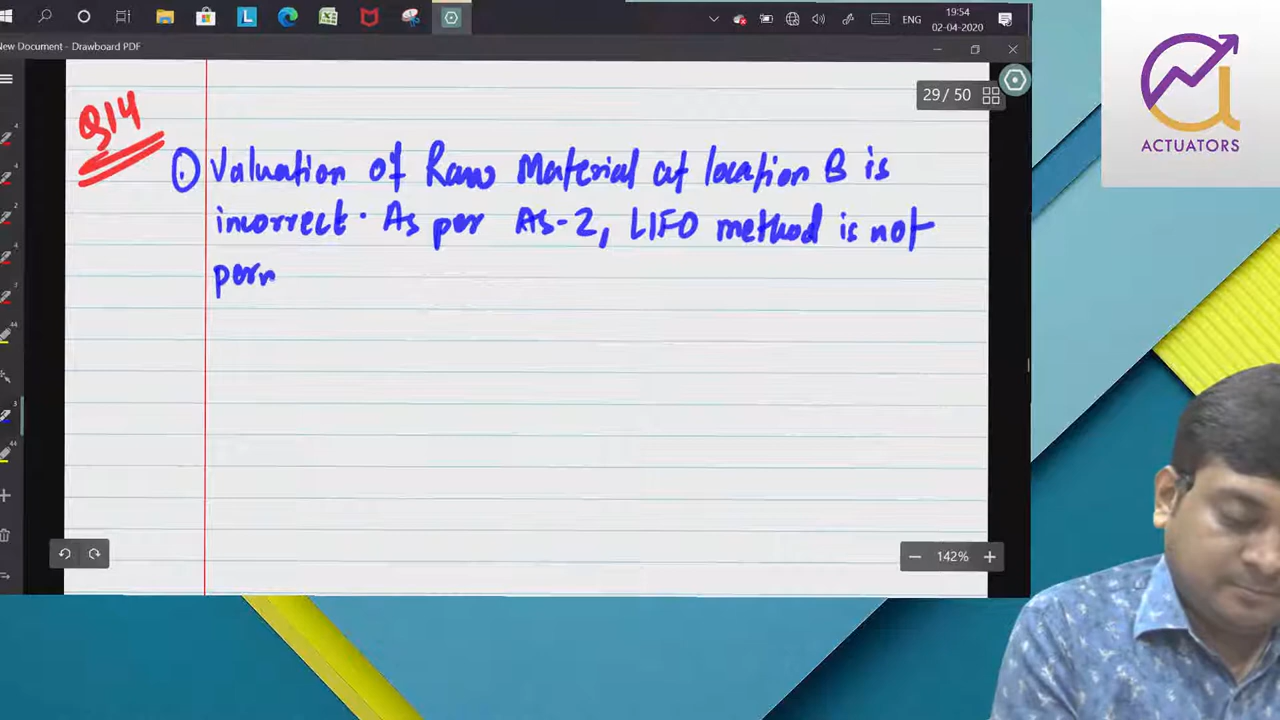 19:54
ENG
02-04-2020
New Document - Drawboard PDF
29 / 50
Q14
① Valuation of Raw Material at location B is
incorrect. As per AS-2, LIFO method is not
perm
142%
ACTUATORS